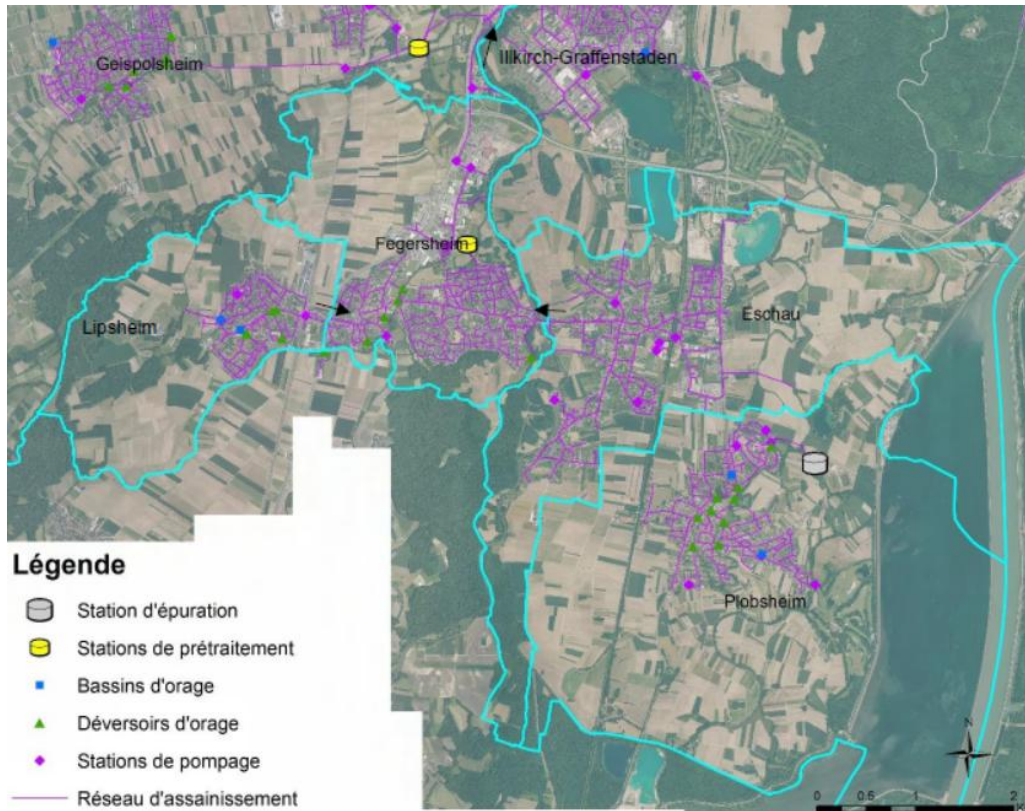 Geispolsheim
Illkirch-Graffenstaden
Fegersheim
Lipsheim
Eschau
Plobsheim
Légende
Station d'épuration
Stations de prétraitement
Bassins d'orage
Déversoirs d'orage
Stations de pompage
Réseau d'assainissement
N
0 0.5 1 2